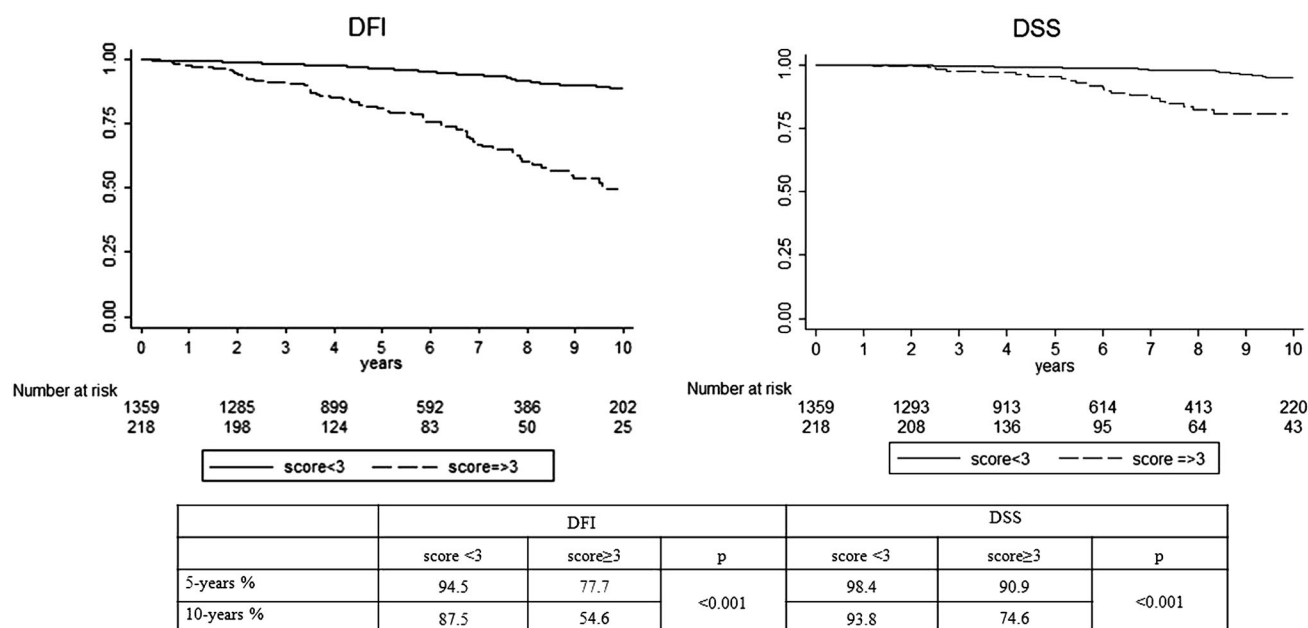 DFI
1.00
0.75
0.50
0.25
0.00
0 1 2 3 4 5 6 7 8 9 10
years
Number at risk
1359 1285 899 592 386 202
218 198 124 83 50 25
score<3 score=>3
DSS
1.00
0.75
0.50
0.25
0.00
0 1 2 3 4 5 6 7 8 9 10
years
Number at risk
1359 1293 913 614 413 220
218 208 136 95 64 43
score<3 score =>3
DFI DSS
score <3 score≥3 p score <3 score≥3 p
5-years % 94.5 77.7 <0.001 98.4 90.9 <0.001
10-years % 87.5 54.6 93.8 74.6